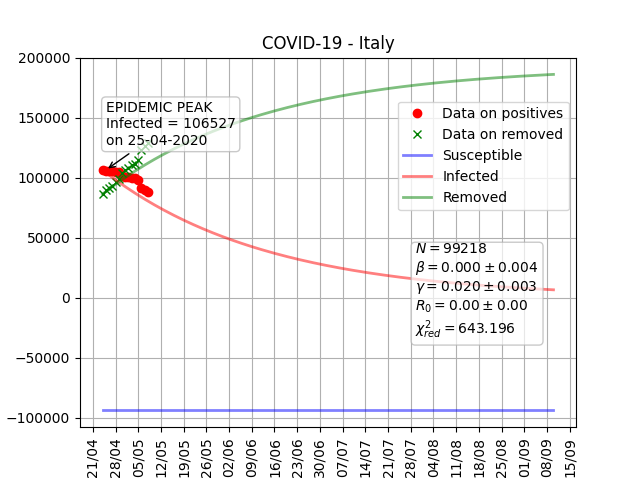 COVID-19 - Italy
200000
150000
100000
50000
0
−50000
−100000
EPIDEMIC PEAK
Infected = 106527
on 25-04-2020
Data on positives
Data on removed
Susceptible
Infected
Removed
N = 99218
β = 0.000 ± 0.004
γ = 0.020 ± 0.003
R₀ = 0.00 ± 0.00
χ²_red = 643.196
21/04
28/04
05/05
12/05
19/05
26/05
02/06
09/06
16/06
23/06
30/06
07/07
14/07
21/07
28/07
04/08
11/08
18/08
25/08
01/09
08/09
15/09